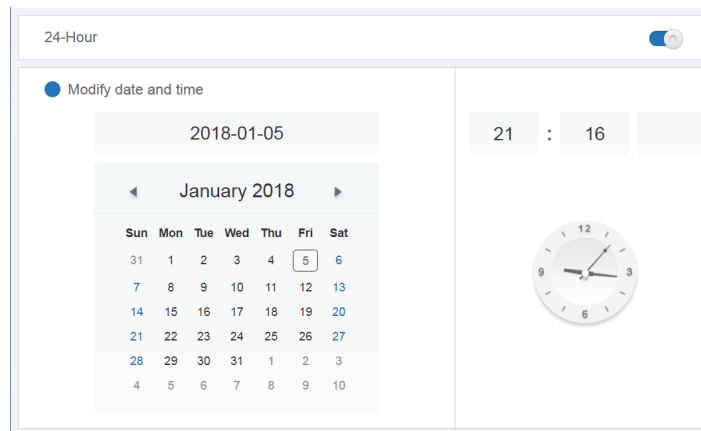 24-Hour
Modify date and time
2018-01-05
21 : 16
January 2018
Sun Mon Tue Wed Thu Fri Sat
31 1 2 3 4 5 6
7 8 9 10 11 12 13
14 15 16 17 18 19 20
21 22 23 24 25 26 27
28 29 30 31 1 2 3
4 5 6 7 8 9 10
12
9 3
6